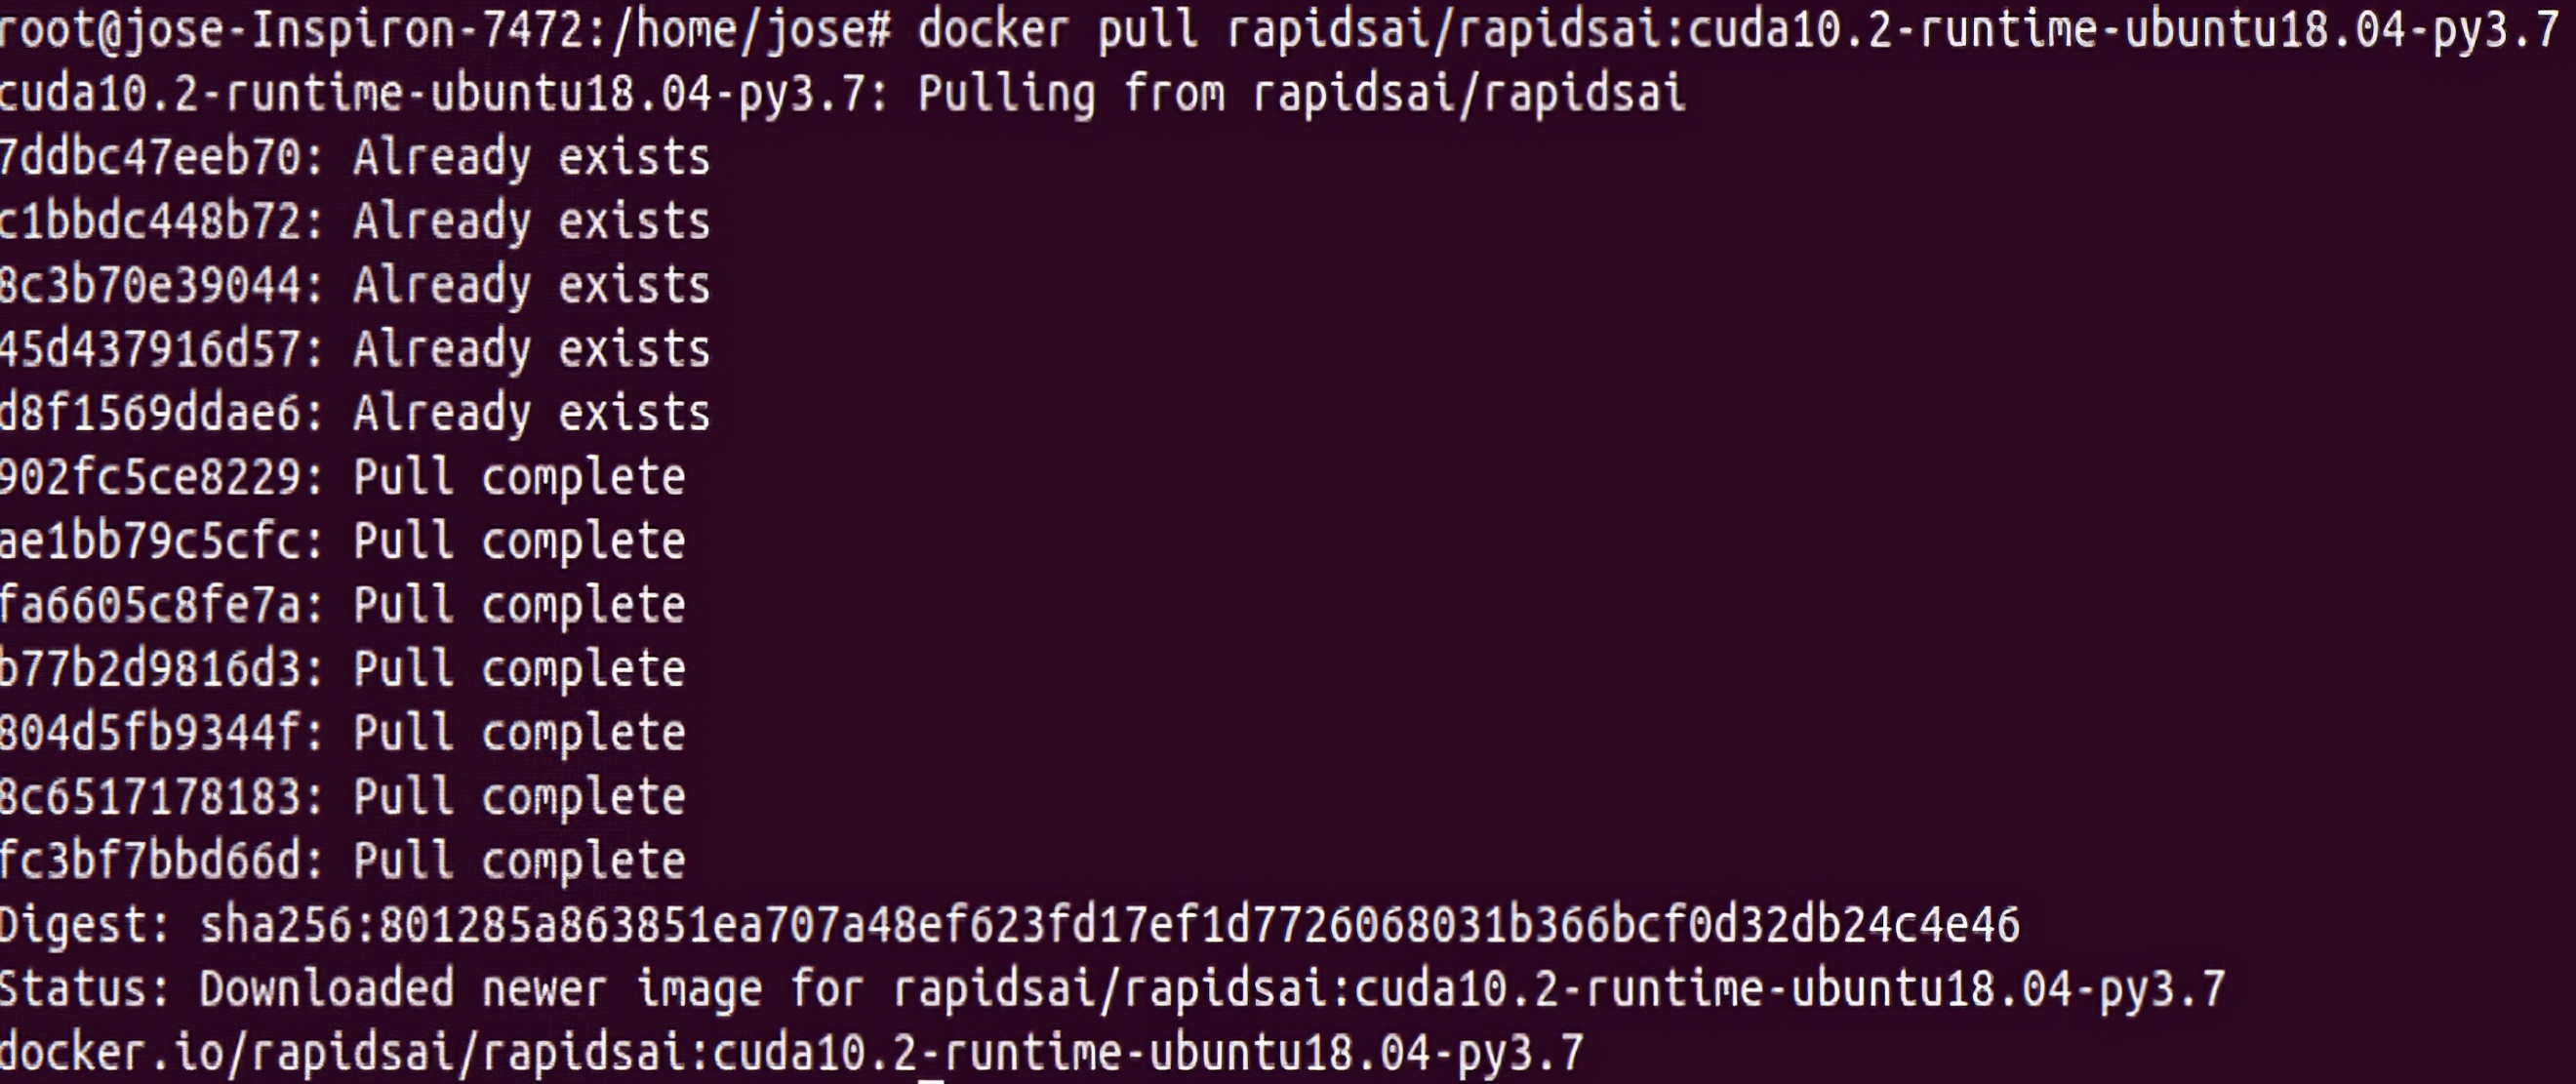 root@jose-Inspiron-7472:/home/jose# docker pull rapidsai/rapidsai:cuda10.2-runtime-ubuntu18.04-py3.7
cuda10.2-runtime-ubuntu18.04-py3.7: Pulling from rapidsai/rapidsai
7ddbc47eeb70: Already exists
c1bbdc448b72: Already exists
8c3b70e39044: Already exists
45d437916d57: Already exists
d8f1569ddae6: Already exists
902fc5ce8229: Pull complete
ae1bb79c5cfc: Pull complete
fa6605c8fe7a: Pull complete
b77b2d9816d3: Pull complete
804d5fb9344f: Pull complete
8c6517178183: Pull complete
fc3bf7bbd66d: Pull complete
Digest: sha256:801285a863851ea707a48ef623fd17ef1d7726068031b366bcf0d32db24c4e46
Status: Downloaded newer image for rapidsai/rapidsai:cuda10.2-runtime-ubuntu18.04-py3.7
docker.io/rapidsai/rapidsai:cuda10.2-runtime-ubuntu18.04-py3.7